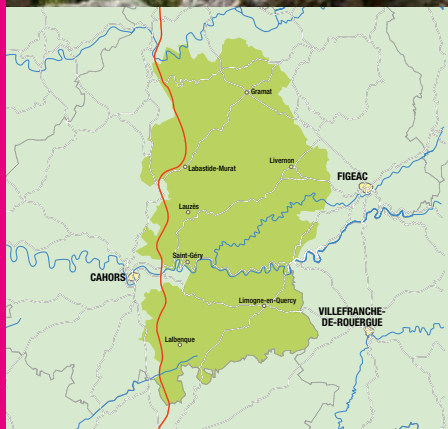 Gramat
Labastide-Murat
Livernon
FIGEAC
Lauzès
Saint-Géry
CAHORS
Limogne-en-Quercy
VILLEFRANCHE-
DE-ROUERGUE
Lalbenque